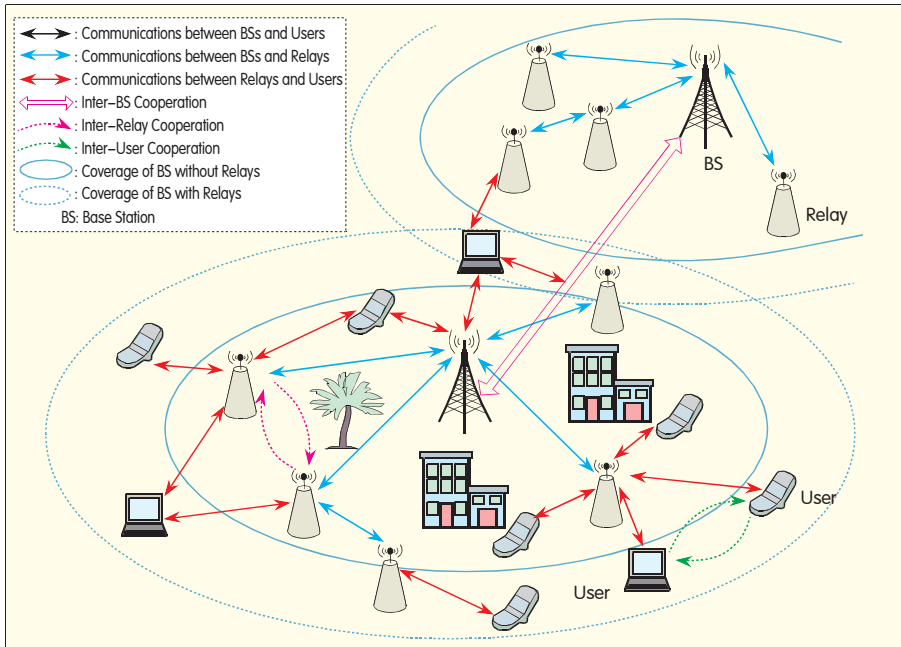 : Communications between BSs and Users
: Communications between BSs and Relays
: Communications between Relays and Users
: Inter-BS Cooperation
: Inter-Relay Cooperation
: Inter-User Cooperation
: Coverage of BS without Relays
: Coverage of BS with Relays
BS: Base Station
BS
Relay
User
User